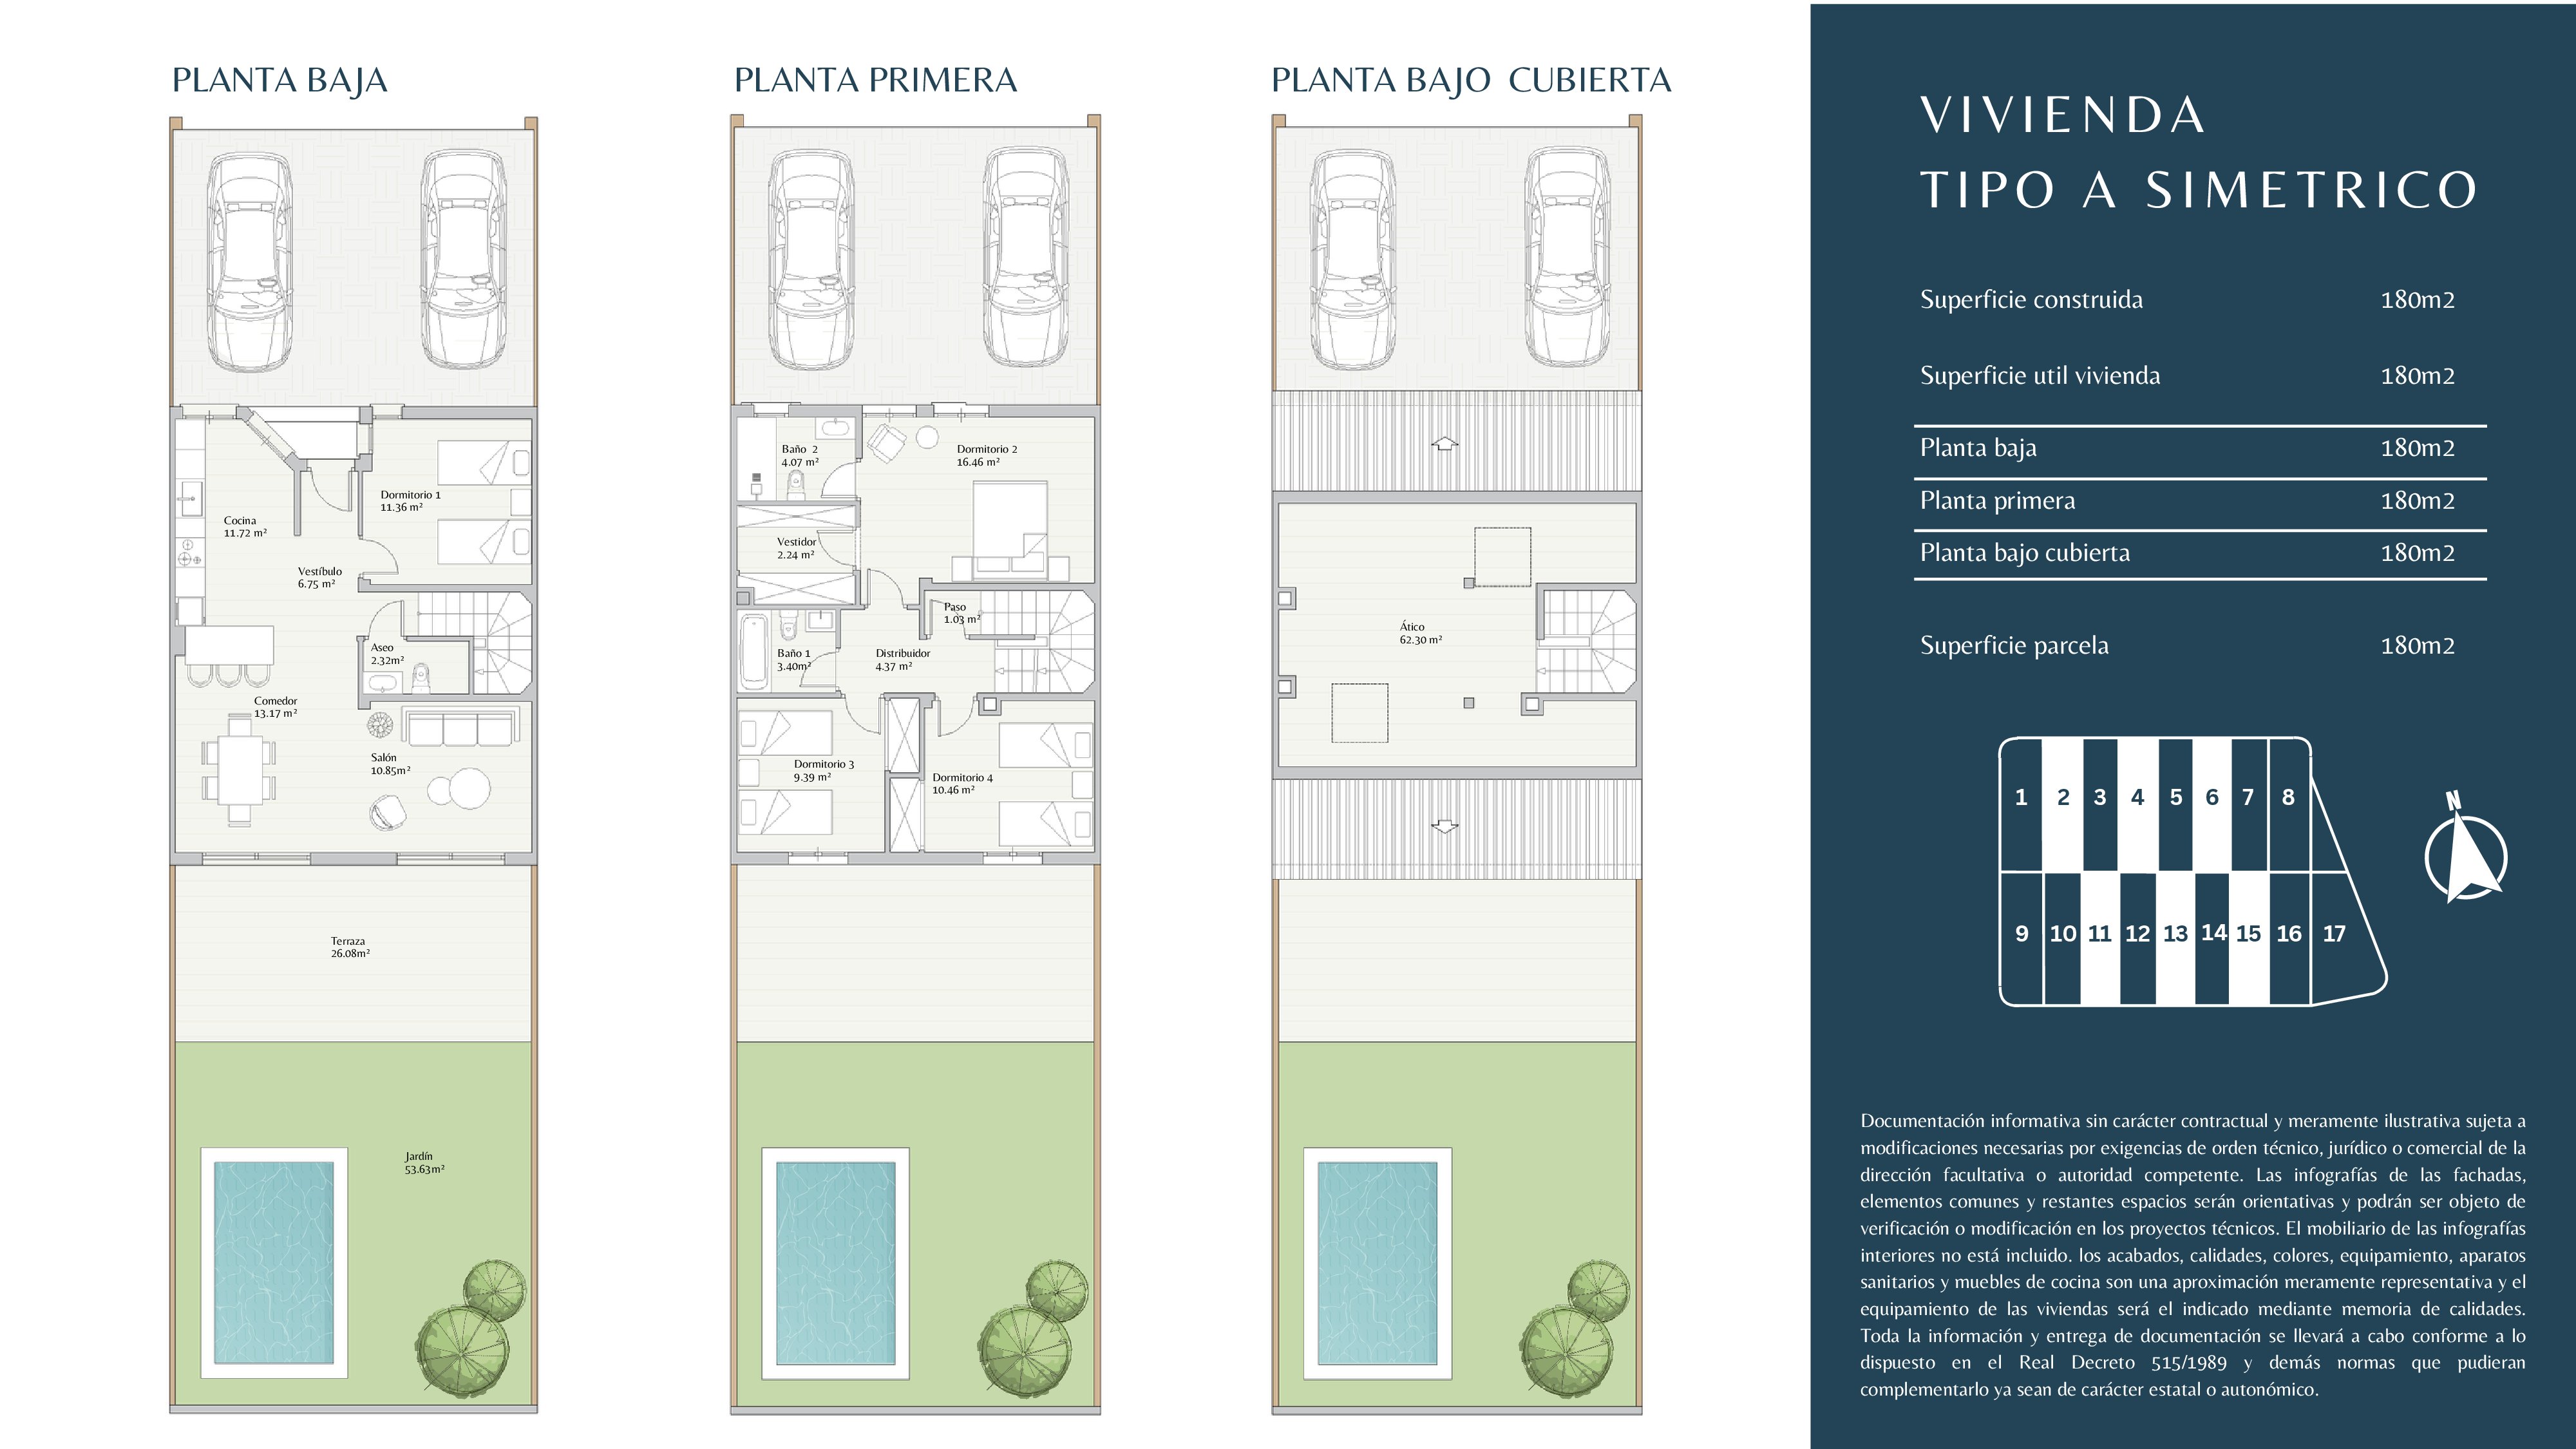 PLANTA BAJA
Cocina
11.72 m²
Dormitorio 1
11.36 m²
Vestíbulo
6.75 m²
Aseo
2.32m²
Comedor
13.17 m²
Salón
10.85m²
Terraza
26.08m²
Jardín
53.63m²
PLANTA PRIMERA
Baño 2
4.07 m²
Dormitorio 2
16.46 m²
Vestidor
2.24 m²
Paso
1.03 m²
Baño 1
3.40m²
Distribuidor
4.37 m²
Dormitorio 3
9.39 m²
Dormitorio 4
10.46 m²
PLANTA BAJO CUBIERTA
Ático
62.30 m²
VIVIENDA
TIPO A SIMETRICO
Superficie construida 180m2
Superficie util vivienda 180m2
Planta baja 180m2
Planta primera 180m2
Planta bajo cubierta 180m2
Superficie parcela 180m2
1 2 3 4 5 6 7 8
N
9 10 11 12 13 14 15 16 17
Documentación informativa sin carácter contractual y meramente ilustrativa sujeta a
modificaciones necesarias por exigencias de orden técnico, jurídico o comercial de la
dirección facultativa o autoridad competente. Las infografías de las fachadas,
elementos comunes y restantes espacios serán orientativas y podrán ser objeto de
verificación o modificación en los proyectos técnicos. El mobiliario de las infografías
interiores no está incluido. los acabados, calidades, colores, equipamiento, aparatos
sanitarios y muebles de cocina son una aproximación meramente representativa y el
equipamiento de las viviendas será el indicado mediante memoria de calidades.
Toda la información y entrega de documentación se llevará a cabo conforme a lo
dispuesto en el Real Decreto 515/1989 y demás normas que pudieran
complementarlo ya sean de carácter estatal o autonómico.